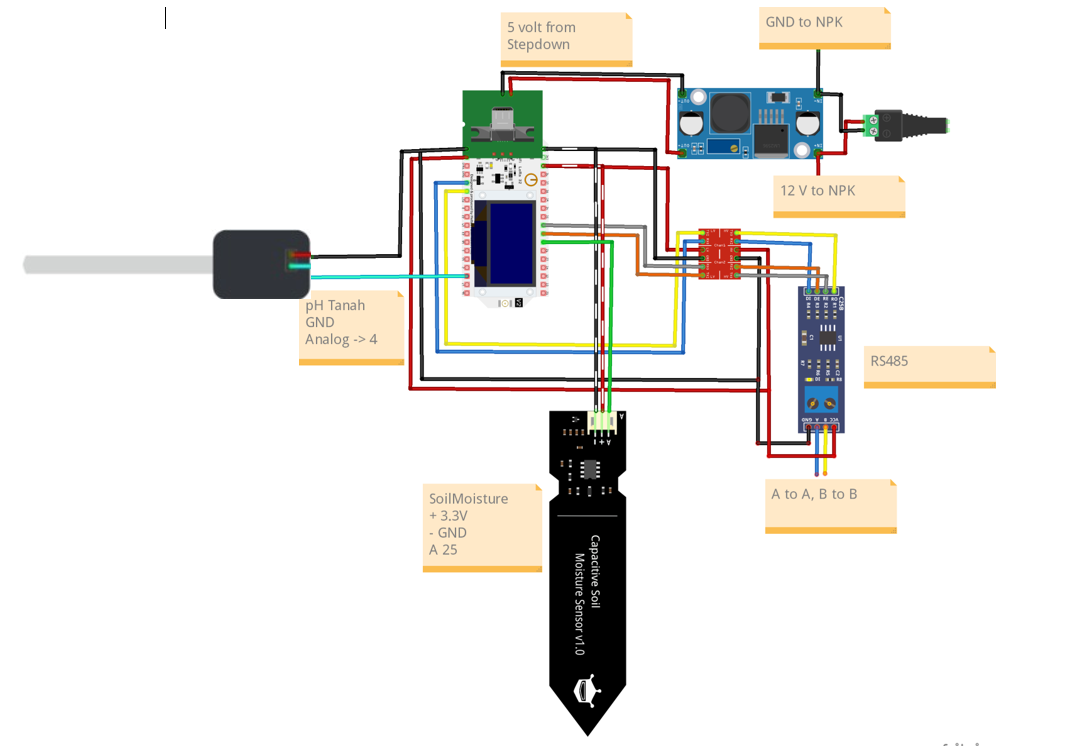 5 volt from
Stepdown
GND to NPK
12 V to NPK
pH Tanah
GND
Analog -> 4
RS485
A to A, B to B
SoilMoisture
+ 3.3V
- GND
A 25
Capacitive Soil
Moisture Sensor v1.0